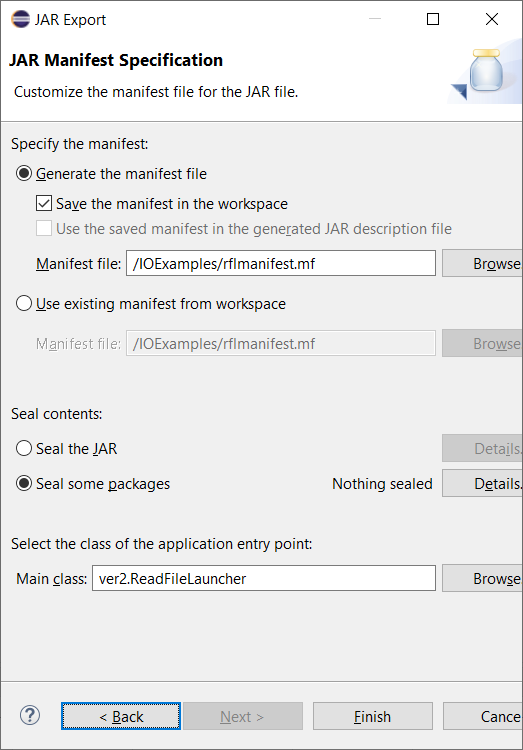 JAR Export
JAR Manifest Specification
Customize the manifest file for the JAR file.
Specify the manifest:
Generate the manifest file
Save the manifest in the workspace
Use the saved manifest in the generated JAR description file
Manifest file: /IOExamples/rflmanifest.mf Browse
Use existing manifest from workspace
Manifest file: /IOExamples/rflmanifest.mf Browse
Seal contents:
Seal the JAR Details.
Seal some packages Nothing sealed Details.
Select the class of the application entry point:
Main class: ver2.ReadFileLauncher Browse
? < Back Next > Finish Cance